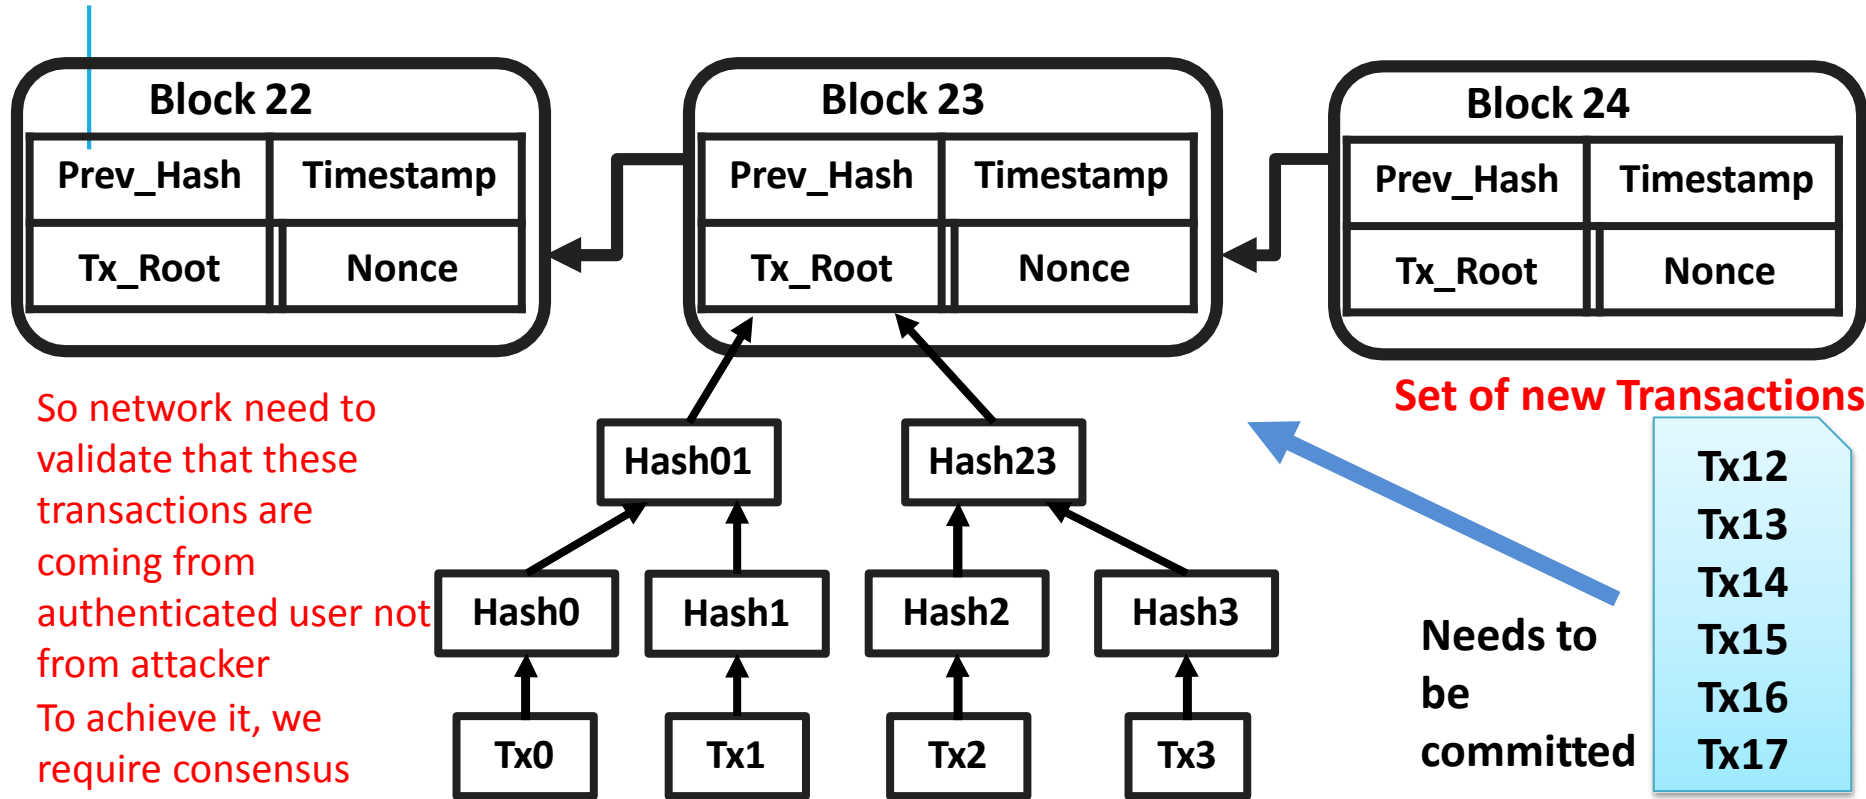 Block 22
Prev_Hash Timestamp
Tx_Root Nonce
Block 23
Prev_Hash Timestamp
Tx_Root Nonce
Block 24
Prev_Hash Timestamp
Tx_Root Nonce
So network need to
validate that these
transactions are
coming from
authenticated user not
from attacker
To achieve it, we
require consensus
Hash01 Hash23
Hash0 Hash1 Hash2 Hash3
Tx0 Tx1 Tx2 Tx3
Set of new Transactions
Needs to
be
committed
Tx12
Tx13
Tx14
Tx15
Tx16
Tx17